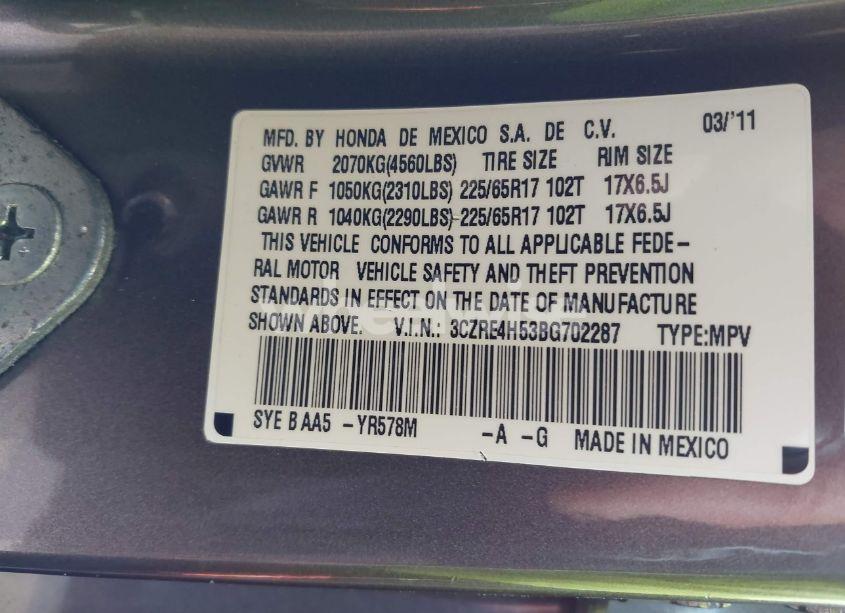 MFD. BY HONDA DE MEXICO S.A. DE C.V. 03/'11
GVWR 2070KG(4560LBS) TIRE SIZE RIM SIZE
GAWR F 1050KG(2310LBS) 225/65R17 102T 17X6.5J
GAWR R 1040KG(2290LBS) 225/65R17 102T 17X6.5J
THIS VEHICLE CONFORMS TO ALL APPLICABLE FEDE-
RAL MOTOR VEHICLE SAFETY AND THEFT PREVENTION
STANDARDS IN EFFECT ON THE DATE OF MANUFACTURE
SHOWN ABOVE. V.I.N.: 3CZRE4H53BG702287 TYPE:MPV
SYE B AA5 -YR578M -A -G MADE IN MEXICO